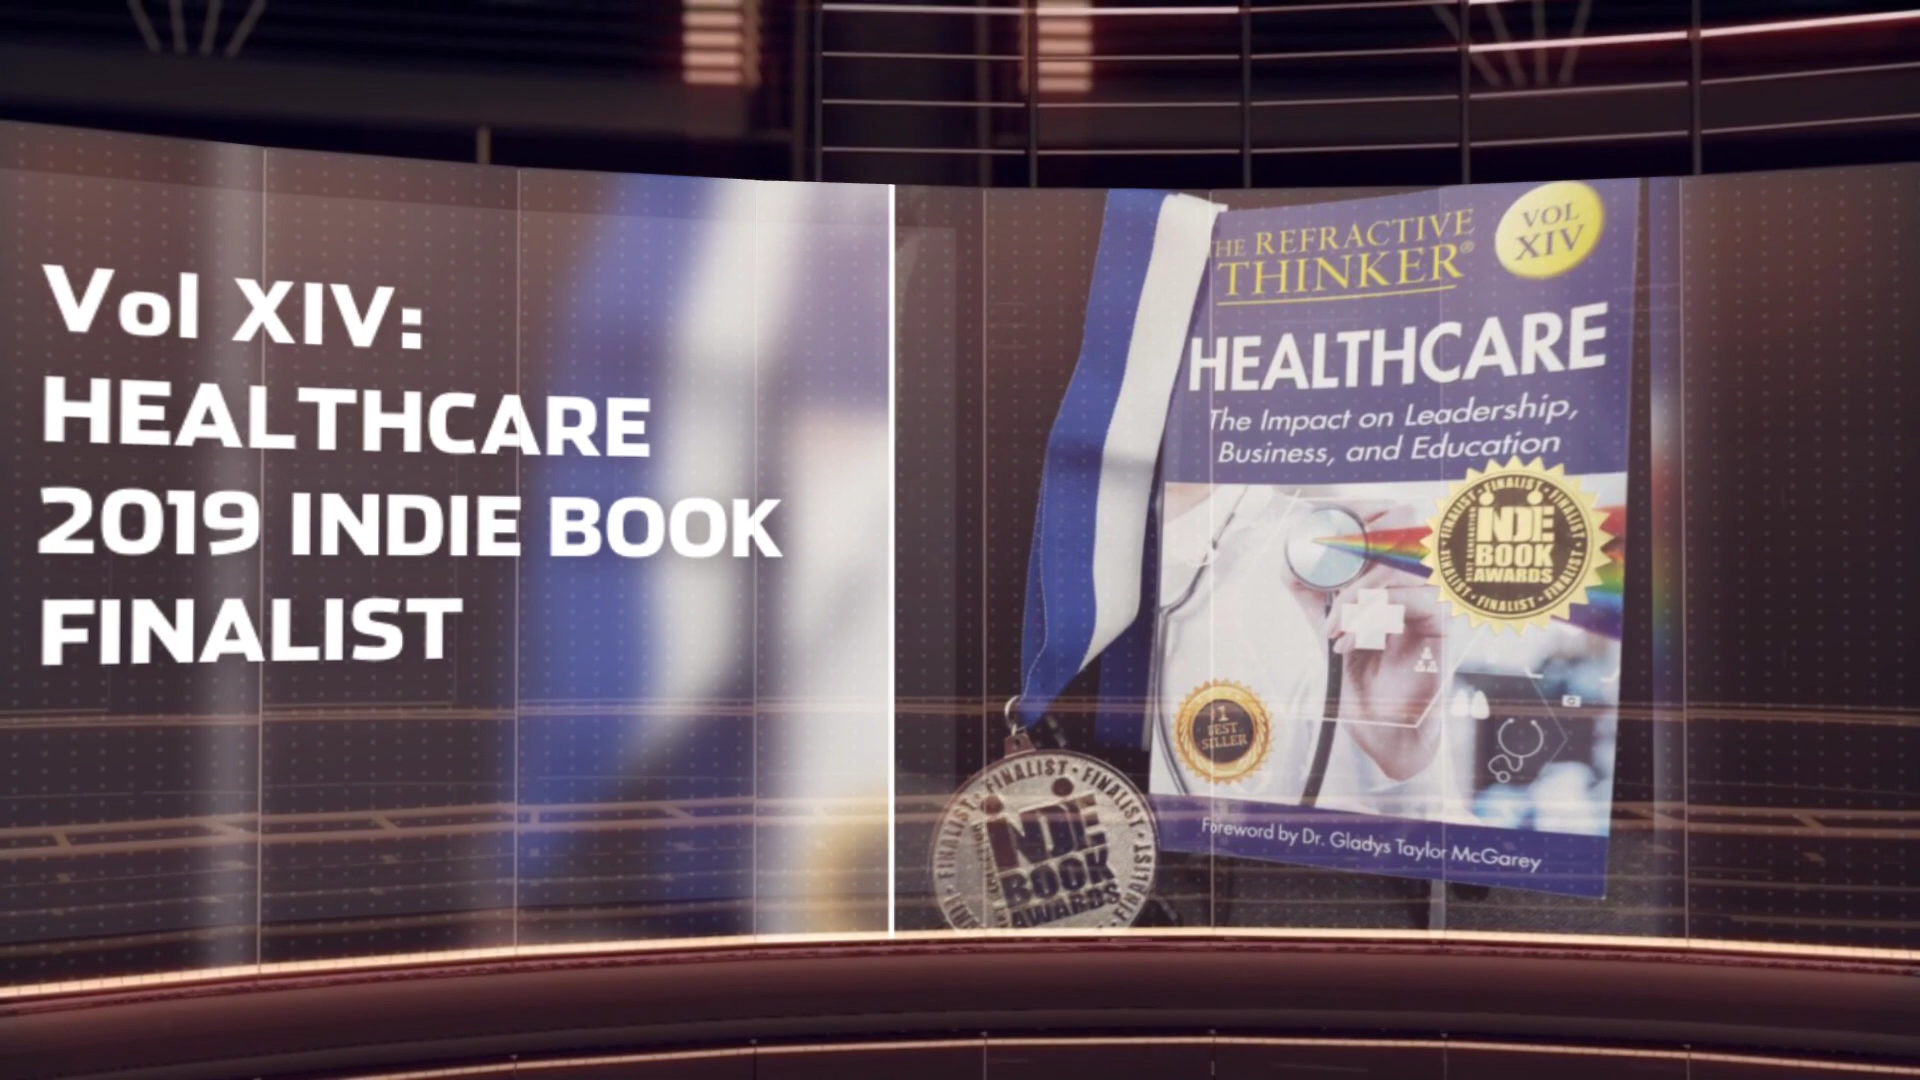 Vol XIV:
HEALTHCARE
2019 INDIE BOOK
FINALIST
THE REFRACTIVE
THINKER®
VOL
XIV
HEALTHCARE
The Impact on Leadership,
Business, and Education
FINALIST • FINALIST • FINALIST • FINALIST
INDIE
BOOK
AWARDS
#1
BEST
SELLER
Foreword by Dr. Gladys Taylor McGarey
FINALIST • FINALIST
INDIE
BOOK
AWARDS